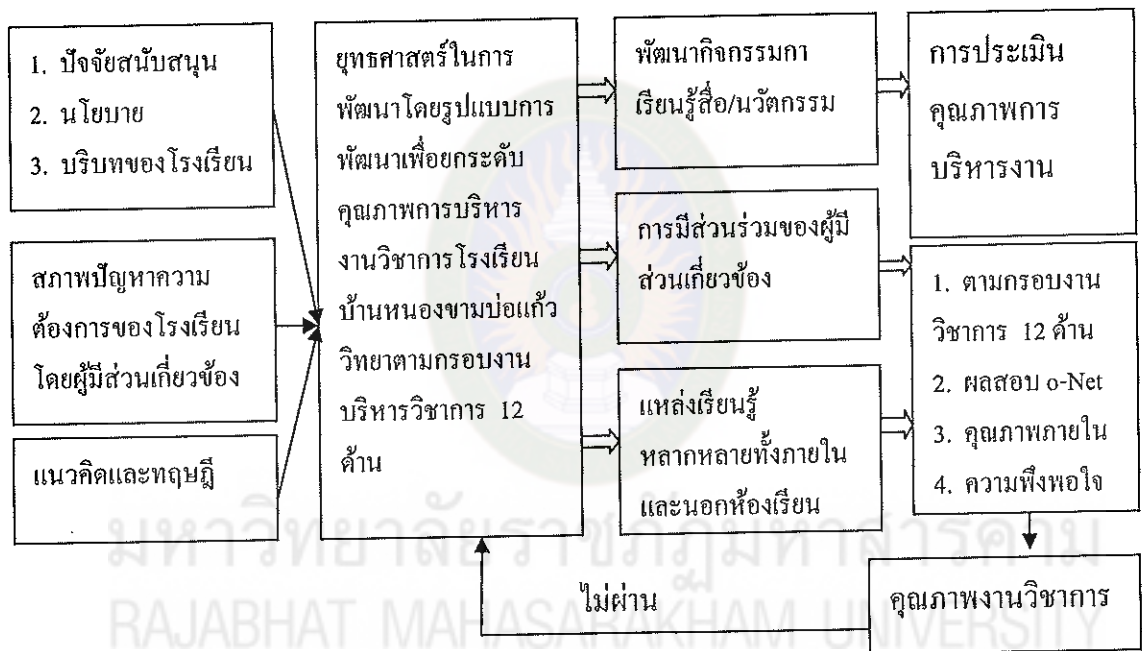 1. ปัจจัยสนับสนุน
2. นโยบาย
3. บริบทของโรงเรียน
สภาพปัญหาความ
ต้องการของโรงเรียน
โดยผู้มีส่วนเกี่ยวข้อง
แนวคิดและทฤษฎี
ยุทธศาสตร์ในการ
พัฒนาโดยรูปแบบการ
พัฒนาเพื่อยกระดับ
คุณภาพการบริหาร
งานวิชาการโรงเรียน
บ้านหนองขามบ่อแก้ว
วิทยาตามกรอบงาน
บริหารวิชาการ 12
ด้าน
พัฒนากิจกรรมกา
เรียนรู้สื่อ/นวัตกรรม
การมีส่วนร่วมของผู้มี
ส่วนเกี่ยวข้อง
แหล่งเรียนรู้
หลากหลายทั้งภายใน
และนอกห้องเรียน
การประเมิน
คุณภาพการ
บริหารงาน
1. ตามกรอบงาน
วิชาการ 12 ด้าน
2. ผลสอบ o-Net
3. คุณภาพภายใน
4. ความพึงพอใจ
คุณภาพงานวิชาการ
ไม่ผ่าน
มหาวิทยาลัยราชภัฏมหาสารคาม
RAJABHAT MAHASARAKHAM UNIVERSITY